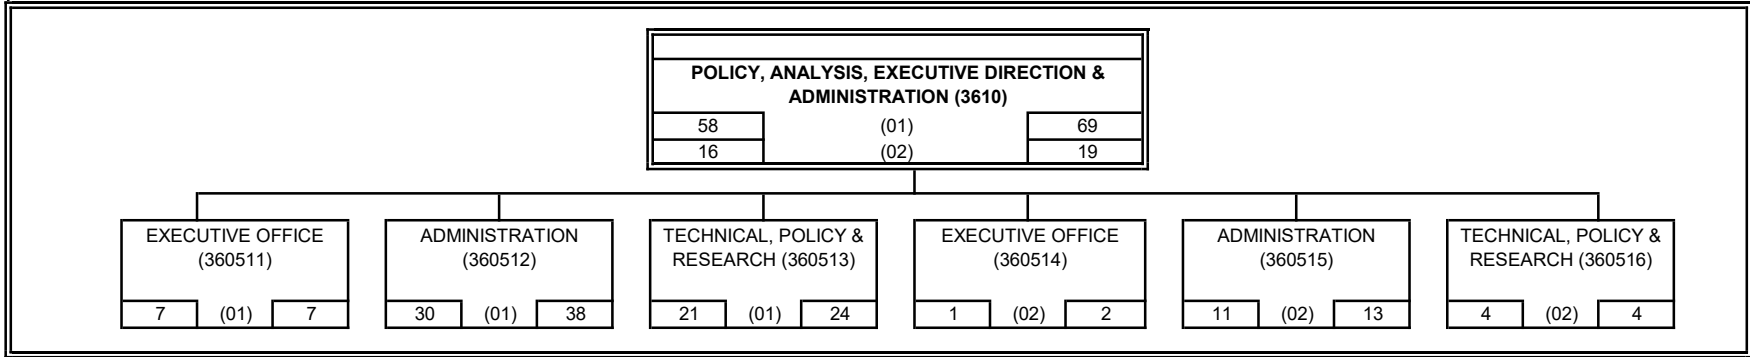 POLICY, ANALYSIS, EXECUTIVE DIRECTION &
ADMINISTRATION (3610)
58 (01) 69
16 (02) 19
EXECUTIVE OFFICE
(360511)
7 (01) 7
ADMINISTRATION
(360512)
30 (01) 38
TECHNICAL, POLICY &
RESEARCH (360513)
21 (01) 24
EXECUTIVE OFFICE
(360514)
1 (02) 2
ADMINISTRATION
(360515)
11 (02) 13
TECHNICAL, POLICY &
RESEARCH (360516)
4 (02) 4